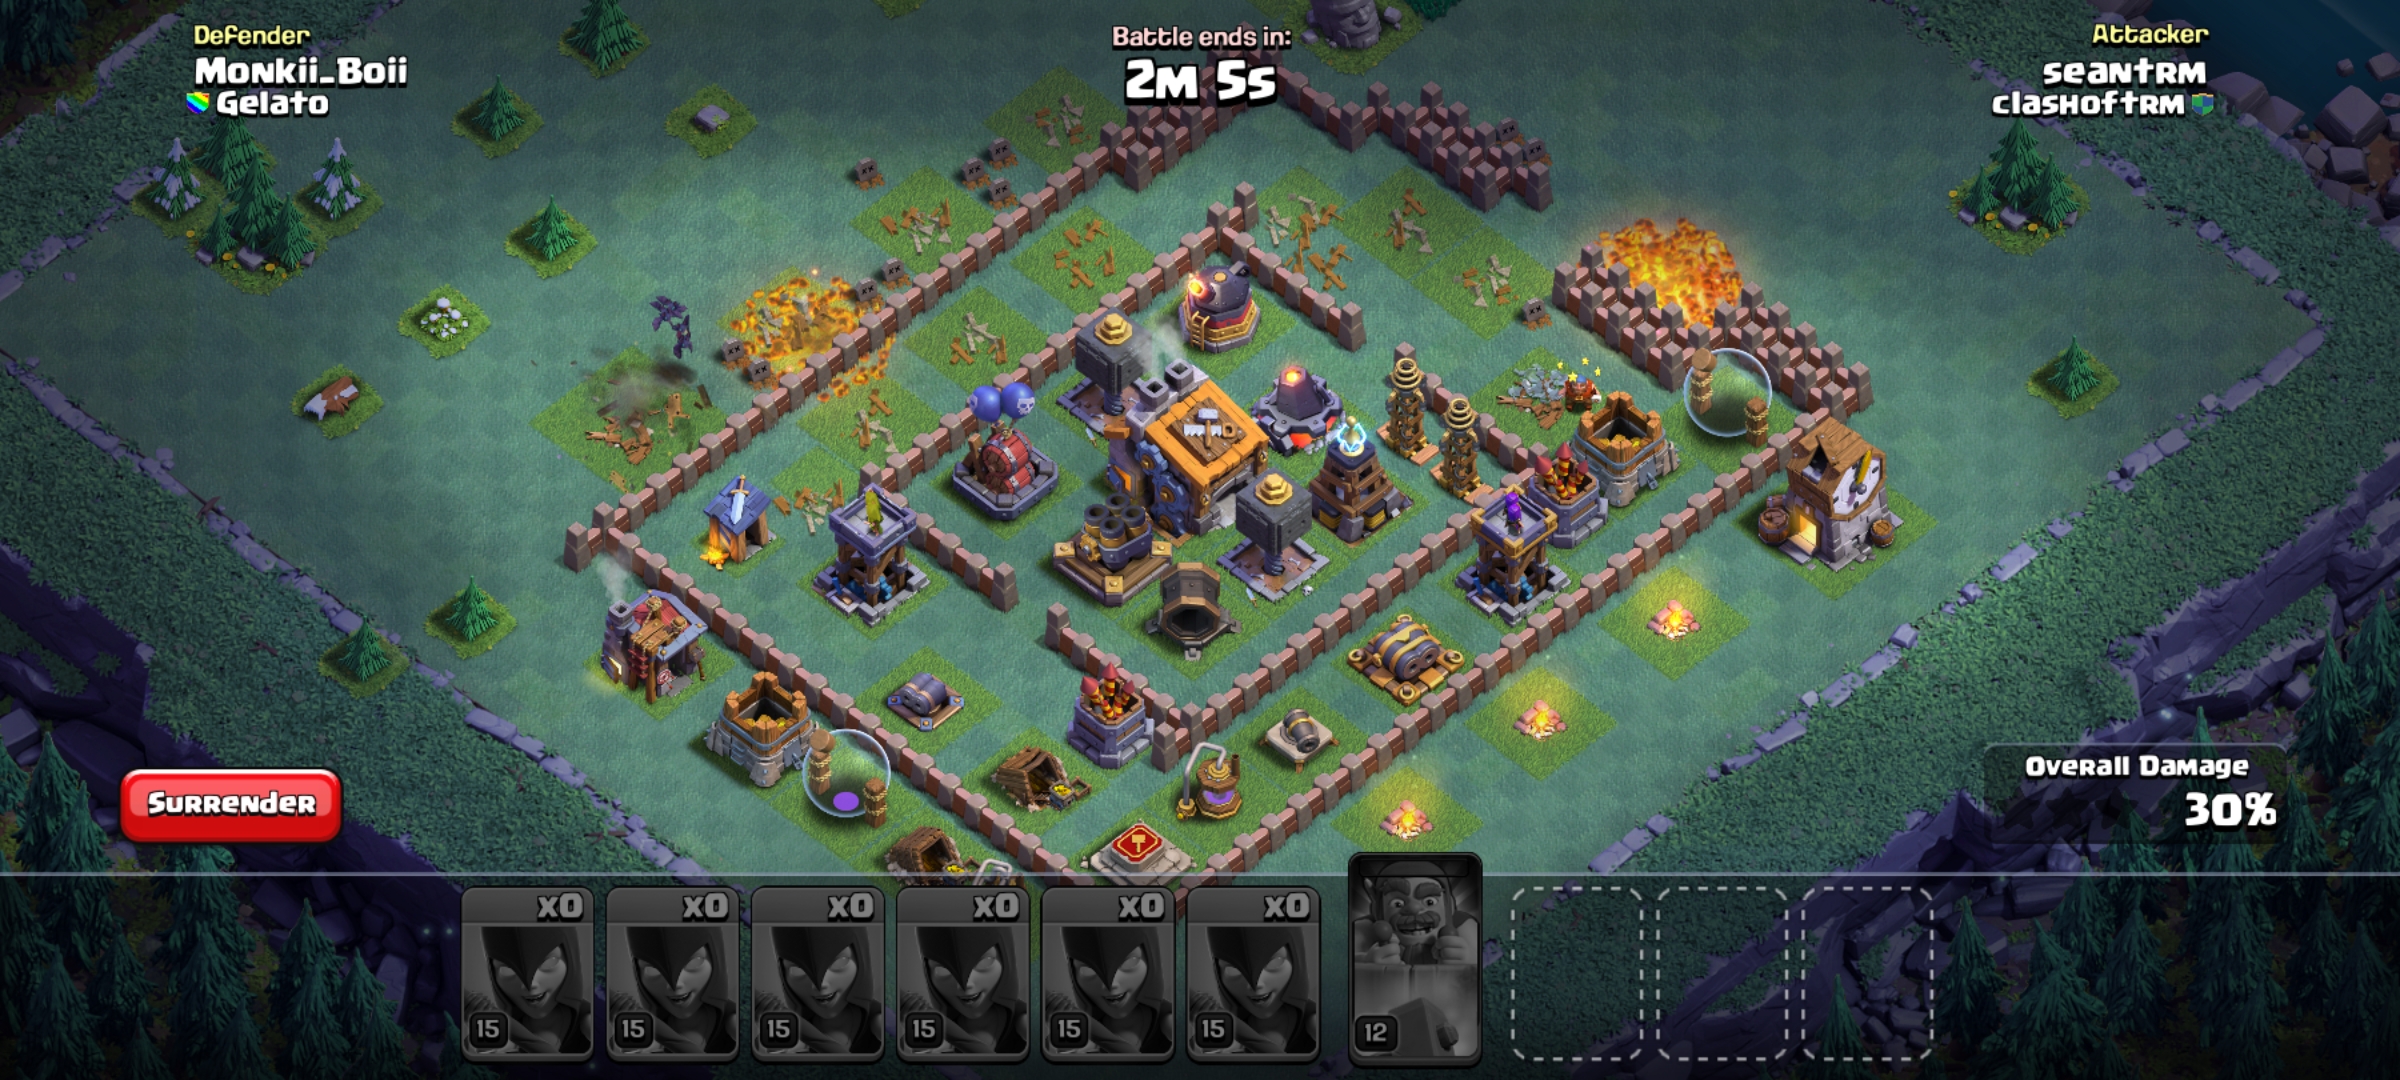 Defender
Monkii_Boii
Gelato
Battle ends in:
2M 5s
Attacker
seantRM
clashoftRM
Surrender
Overall Damage
30%
x0
x0
x0
x0
x0
x0
15
15
15
15
15
15
12